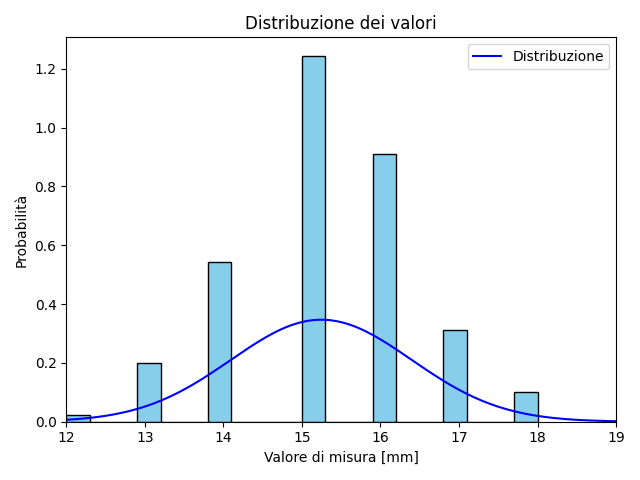 Distribuzione dei valori
Distribuzione
1.2
1.0
0.8
0.6
0.4
0.2
0.0
Probabilità
12 13 14 15 16 17 18 19
Valore di misura [mm]